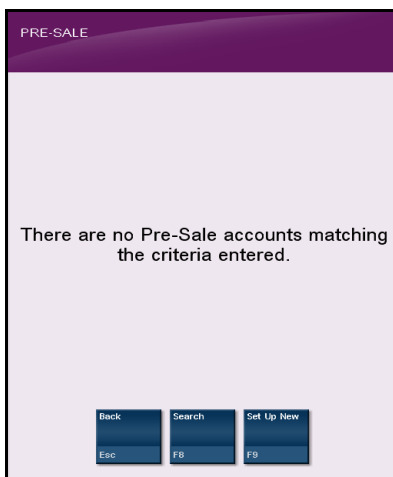 PRE-SALE
There are no Pre-Sale accounts matching
the criteria entered.
Back Search Set Up New
Esc F8 F9